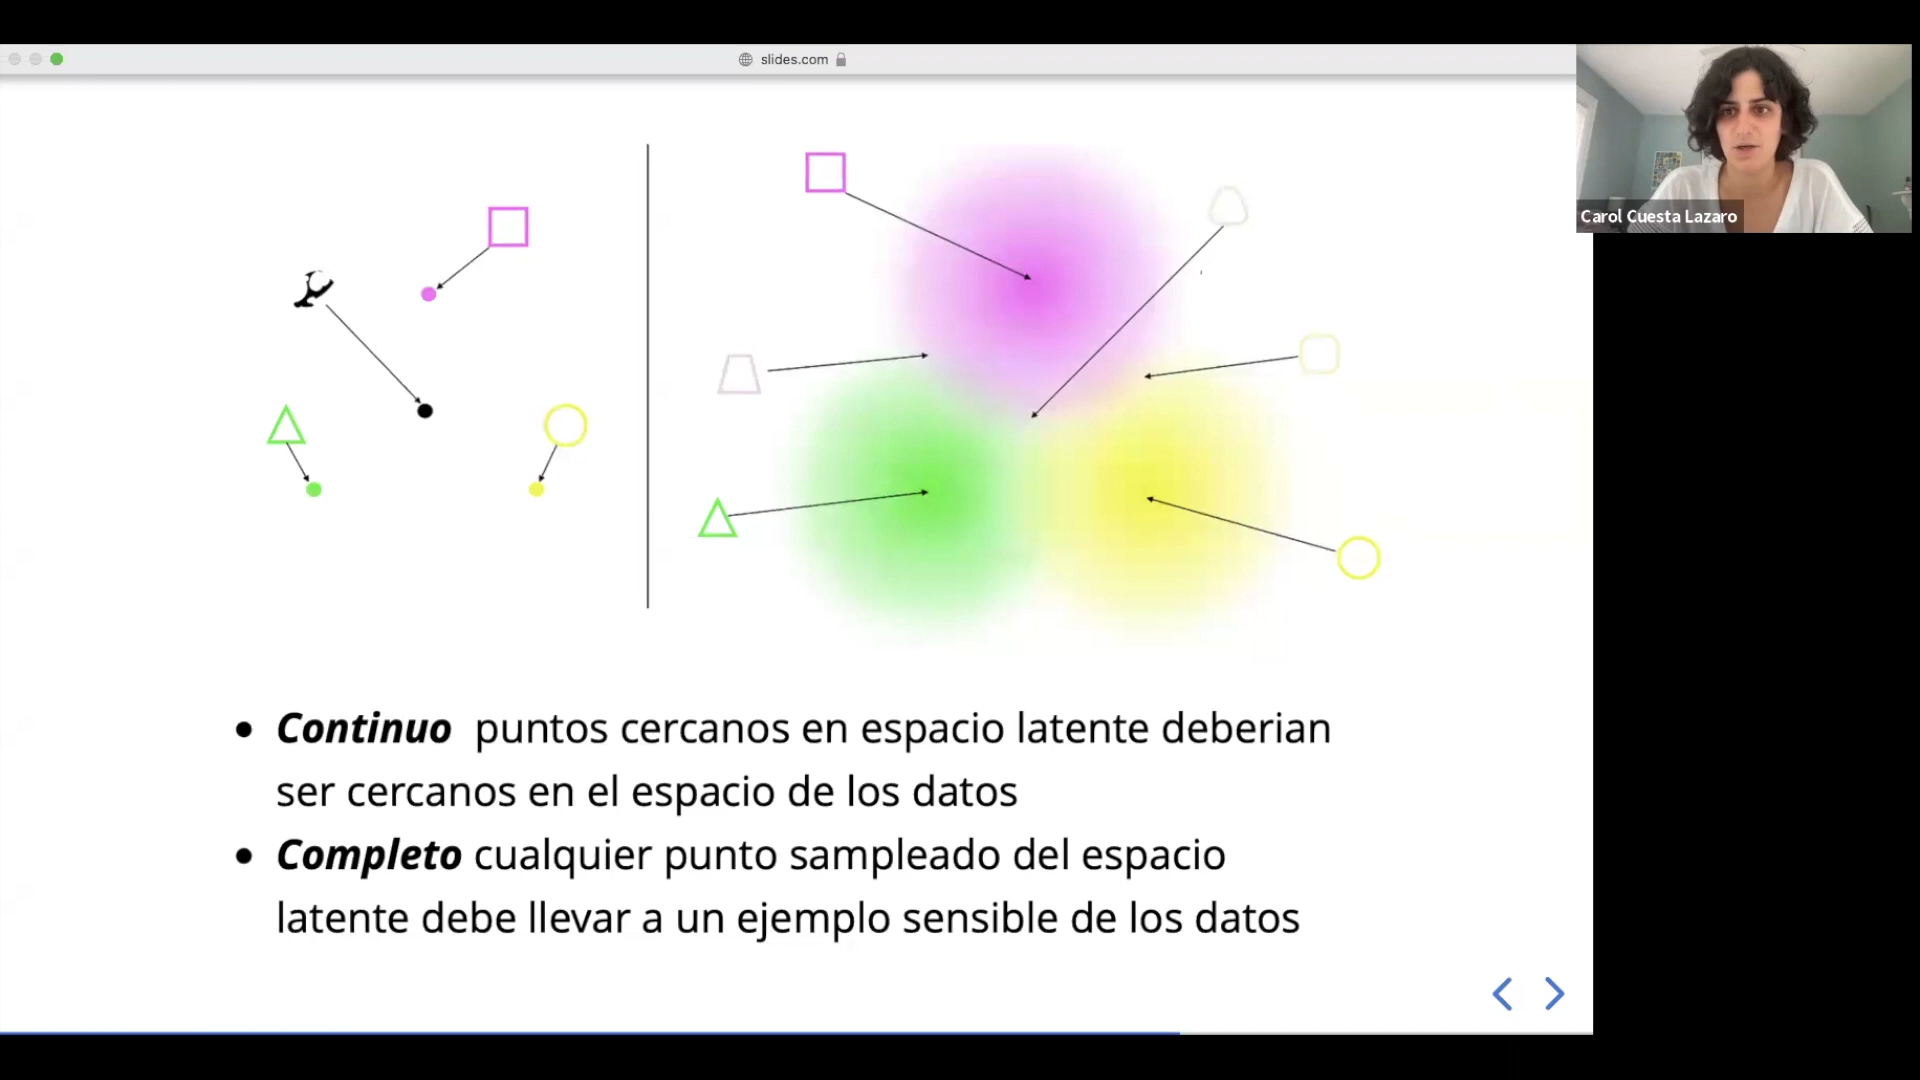 slides.com
Carol Cuesta Lazaro
Continuo puntos cercanos en espacio latente deberian
ser cercanos en el espacio de los datos
Completo cualquier punto sampleado del espacio
latente debe llevar a un ejemplo sensible de los datos